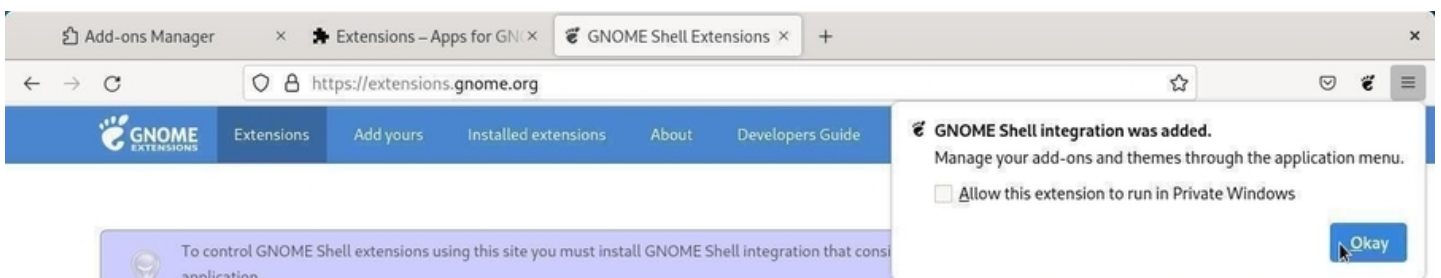 Add-ons Manager
Extensions – Apps for GN
GNOME Shell Extensions
https://extensions.gnome.org
GNOME
EXTENSIONS
Extensions
Add yours
Installed extensions
About
Developers Guide
GNOME Shell integration was added.
Manage your add-ons and themes through the application menu.
Allow this extension to run in Private Windows
Okay
To control GNOME Shell extensions using this site you must install GNOME Shell integration that consi
application